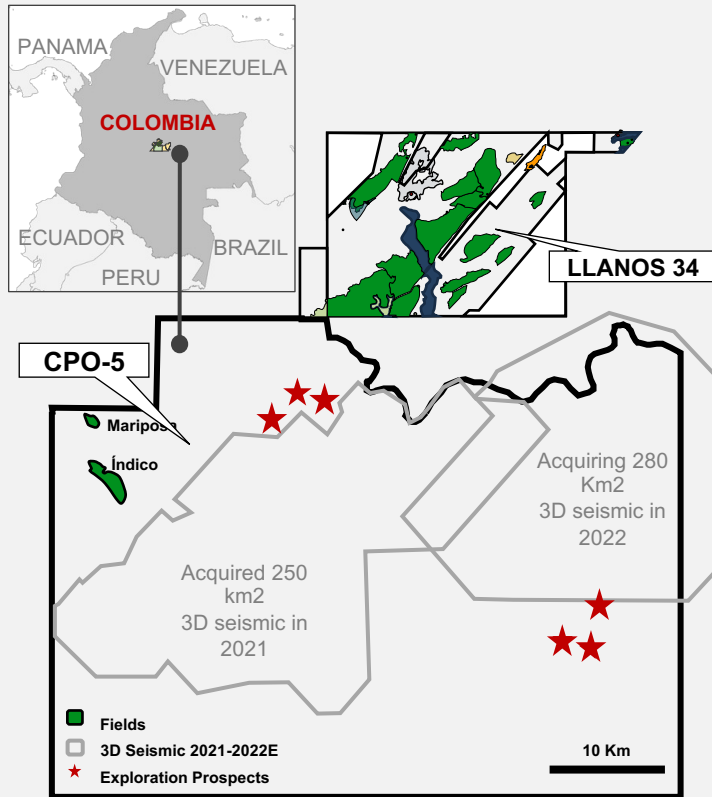 PANAMA
VENEZUELA
COLOMBIA
ECUADOR
BRAZIL
PERU
LLANOS 34
CPO-5
Mariposa
Índico
Acquiring 280
Km2
3D seismic in
2022
Acquired 250
km2
3D seismic in
2021
Fields
3D Seismic 2021-2022E
Exploration Prospects
10 Km